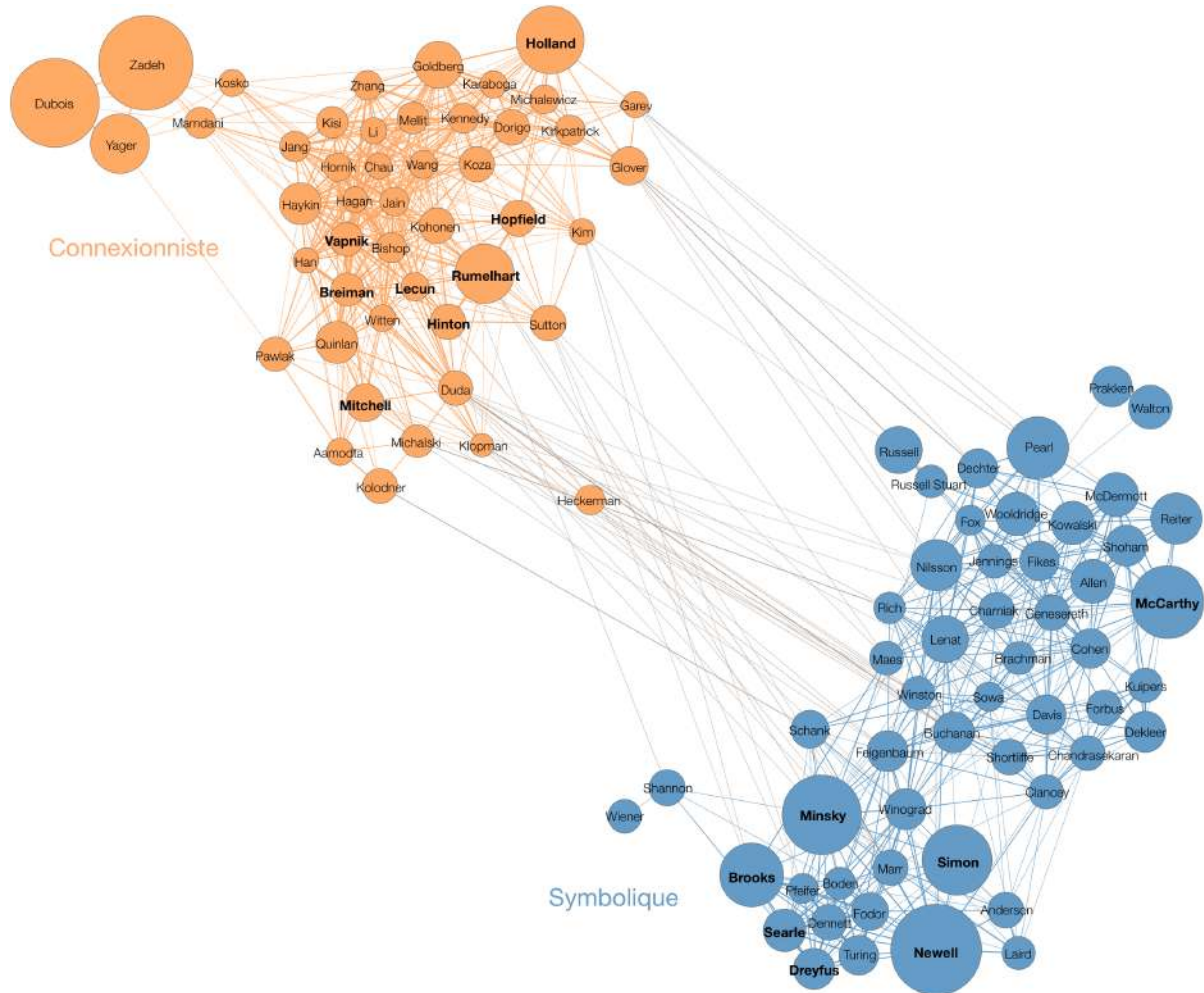 Holland
Zadeh
Goldberg
Kosko
Zhang
Karaboga
Dubois
Michalewicz
Garey
Mamdani
Kisi
Li
Mellit
Kennedy
Dorigo
Kirkpatrick
Yager
Jang
Hornik
Chau
Wang
Koza
Glover
Haykin
Hagan
Jain
Kohonen
Hopfield
Kim
Connexionniste
Vapnik
Bishop
Han
Rumelhart
Breiman
Lecun
Witten
Hinton
Sutton
Pawlak
Quinlan
Duda
Mitchell
Prakken
Walton
Michalski
Klopman
Aamodta
Pearl
Russell
Kolodner
Dechter
Russell Stuart
Heckerman
McDermott
Wooldridge
Fox
Kowalski
Reiter
Shoham
Nilsson
Jennings
Fikes
Allen
McCarthy
Rich
Charniak
Genesereth
Lenat
Cohen
Maes
Brachman
Kuipers
Winston
Sowa
Forbus
Davis
Schank
Buchanan
Dekleer
Feigenbaum
Shortliffe
Chandrasekaran
Shannon
Clancey
Wiener
Minsky
Winograd
Simon
Marr
Brooks
Pfeifer
Boden
Symbolique
Fodor
Anderson
Searle
Dennett
Turing
Newell
Laird
Dreyfus